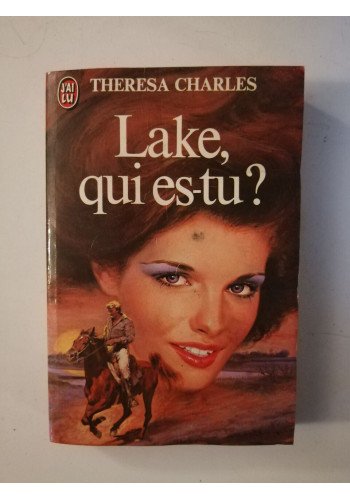 J'AI
LU
THERESA CHARLES
Lake,
qui es-tu?